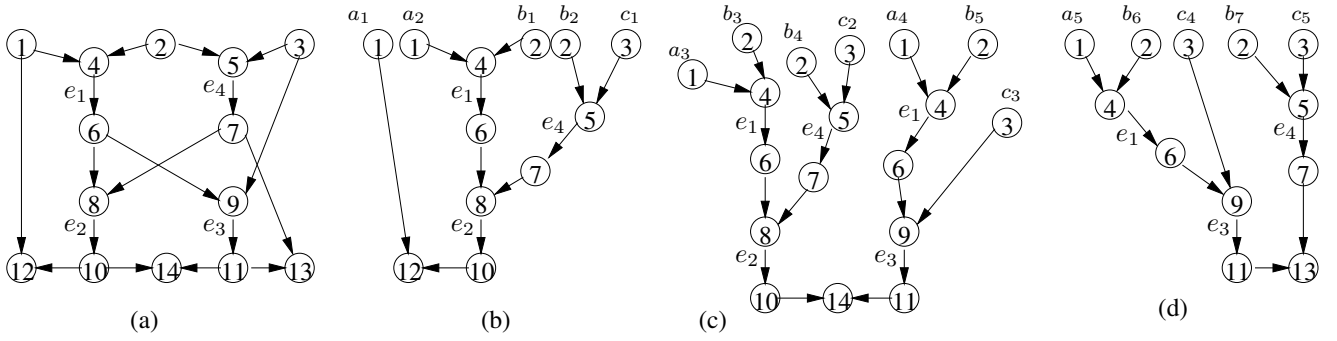 1 2 3
4 5
e1 e4
6 7
8 9
e2 e3
12 10 14 11 13
(a)
a1 a2 b1 b2 c1
1 1 2 2 3
4
e1 5
6 e4
7
8
e2
12 10
(b)
b3 c2 a4 b5
a3 2 b4 3 1 2
1 2
4 5 4 c3
e1 e4 e1 3
6 7 6
8 9
e2 e3
10 14 11
(c)
a5 b6 c4 b7 c5
1 2 3 2 3
4 5
e1 e4
6 7
9
e3
11 13
(d)